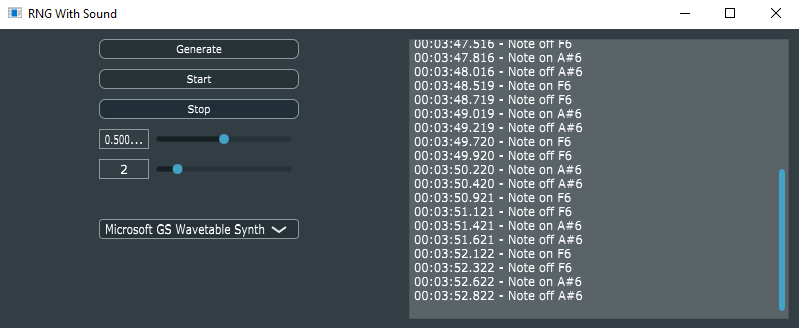 RNG With Sound
Generate
Start
Stop
0.500...
2
Microsoft GS Wavetable Synth
00:03:47.516 - Note off F6
00:03:47.816 - Note on A#6
00:03:48.016 - Note off A#6
00:03:48.519 - Note on F6
00:03:48.719 - Note off F6
00:03:49.019 - Note on A#6
00:03:49.219 - Note off A#6
00:03:49.720 - Note on F6
00:03:49.920 - Note off F6
00:03:50.220 - Note on A#6
00:03:50.420 - Note off A#6
00:03:50.921 - Note on F6
00:03:51.121 - Note off F6
00:03:51.421 - Note on A#6
00:03:51.621 - Note off A#6
00:03:52.122 - Note on F6
00:03:52.322 - Note off F6
00:03:52.622 - Note on A#6
00:03:52.822 - Note off A#6